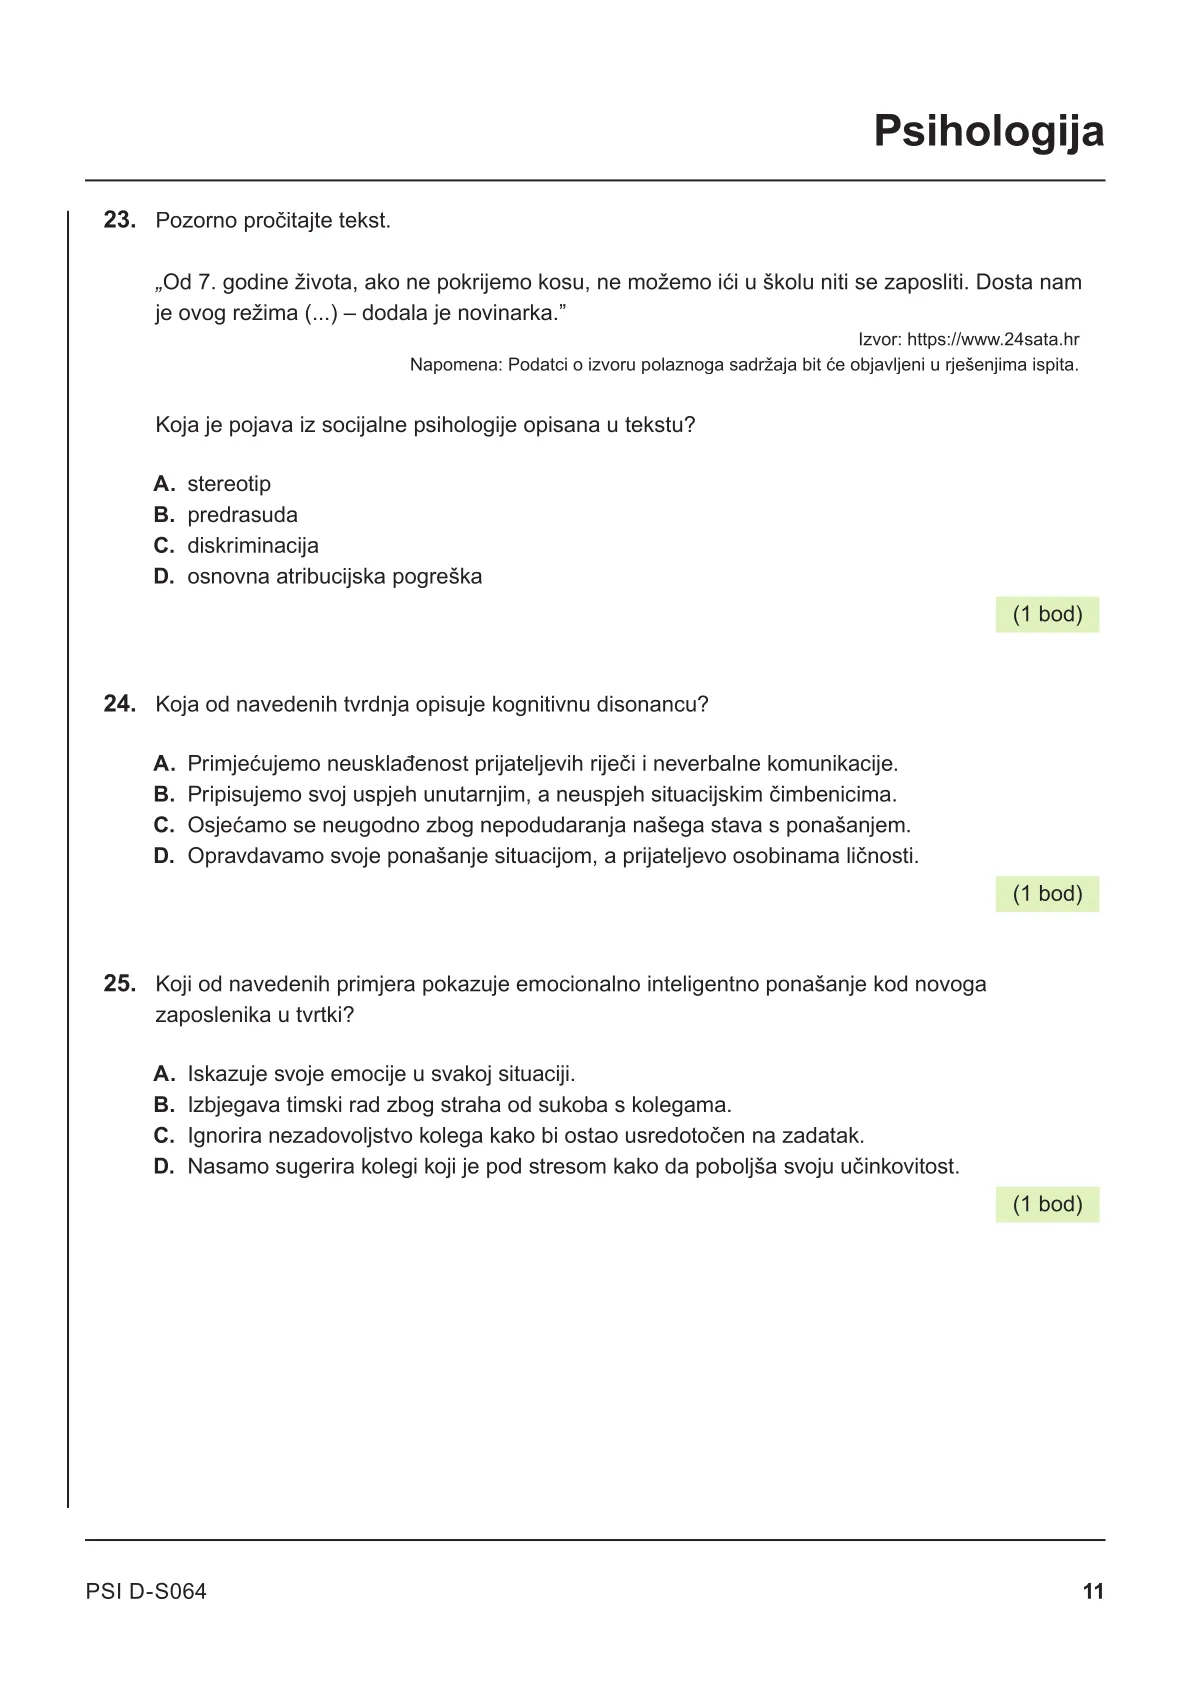 Psihologija
23. Pozorno pročitajte tekst.
„Od 7. godine života, ako ne pokrijemo kosu, ne možemo ići u školu niti se zaposliti. Dosta nam
je ovog režima (...) – dodala je novinarka.”
Izvor: https://www.24sata.hr
Napomena: Podatci o izvoru polaznoga sadržaja bit će objavljeni u rješenjima ispita.
Koja je pojava iz socijalne psihologije opisana u tekstu?
A. stereotip
B. predrasuda
C. diskriminacija
D. osnovna atribucijska pogreška
(1 bod)
24. Koja od navedenih tvrdnja opisuje kognitivnu disonancu?
A. Primjećujemo neusklađenost prijateljevih riječi i neverbalne komunikacije.
B. Pripisujemo svoj uspjeh unutarnjim, a neuspjeh situacijskim čimbenicima.
C. Osjećamo se neugodno zbog nepodudaranja našega stava s ponašanjem.
D. Opravdavamo svoje ponašanje situacijom, a prijateljevo osobinama ličnosti.
(1 bod)
25. Koji od navedenih primjera pokazuje emocionalno inteligentno ponašanje kod novoga
zaposlenika u tvrtki?
A. Iskazuje svoje emocije u svakoj situaciji.
B. Izbjegava timski rad zbog straha od sukoba s kolegama.
C. Ignorira nezadovoljstvo kolega kako bi ostao usredotočen na zadatak.
D. Nasamo sugerira kolegi koji je pod stresom kako da poboljša svoju učinkovitost.
(1 bod)
PSI D-S064
11